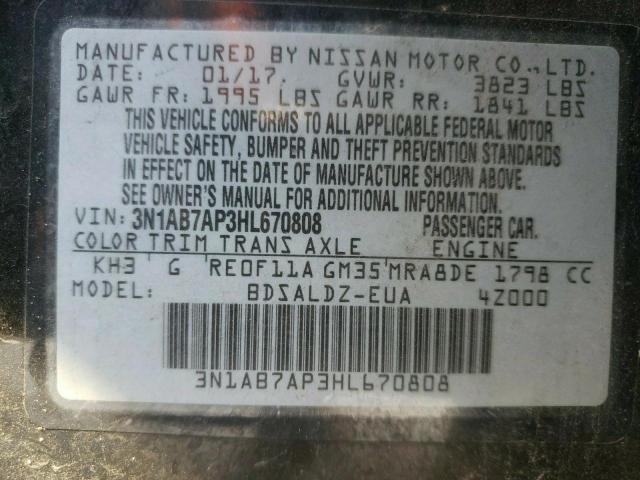 MANUFACTURED BY NISSAN MOTOR CO., LTD.
DATE: 01/17. GVWR: 3823 LBS
GAWR FR: 1995 LBS GAWR RR: 1841 LBS
THIS VEHICLE CONFORMS TO ALL APPLICABLE FEDERAL MOTOR
VEHICLE SAFETY, BUMPER AND THEFT PREVENTION STANDARDS
IN EFFECT ON THE DATE OF MANUFACTURE SHOWN ABOVE.
SEE OWNER'S MANUAL FOR ADDITIONAL INFORMATION.
VIN: 3N1AB7AP3HL670808 PASSENGER CAR.
COLOR TRIM TRANS AXLE ENGINE
KH3 G RE0F11A GM35 MRA8DE 1798 CC
MODEL: BDSALDZ-EUA 4Z000
3N1AB7AP3HL670808